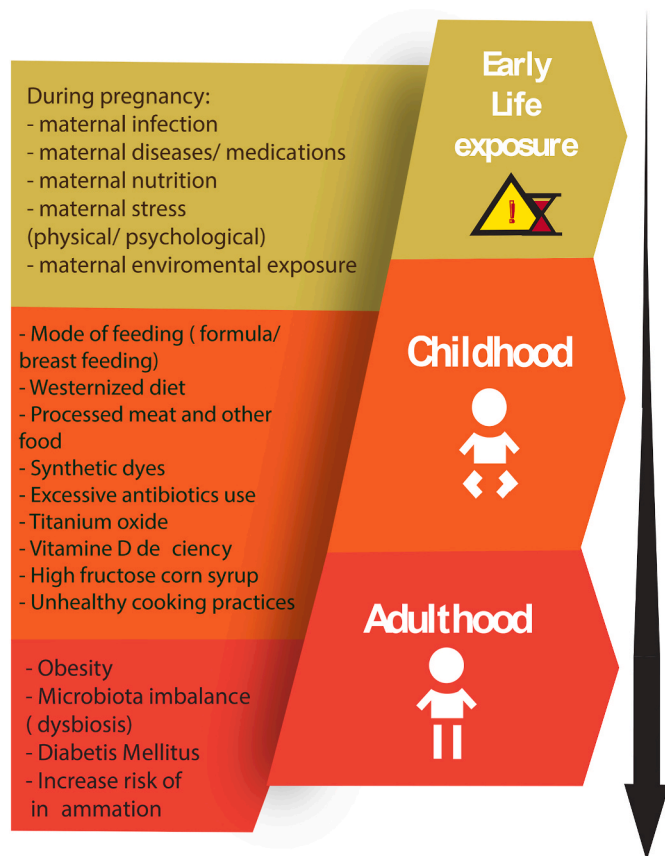 Early
Life
exposure
!
During pregnancy:
- maternal infection
- maternal diseases/ medications
- maternal nutrition
- maternal stress
(physical/ psychological)
- maternal enviromental exposure
Childhood
- Mode of feeding ( formula/
breast feeding)
- Westernized diet
- Processed meat and other
food
- Synthetic dyes
- Excessive antibiotics use
- Titanium oxide
- Vitamine D de ciency
- High fructose corn syrup
- Unhealthy cooking practices
Adulthood
- Obesity
- Microbiota imbalance
( dysbiosis)
- Diabetis Mellitus
- Increase risk of
in ammation